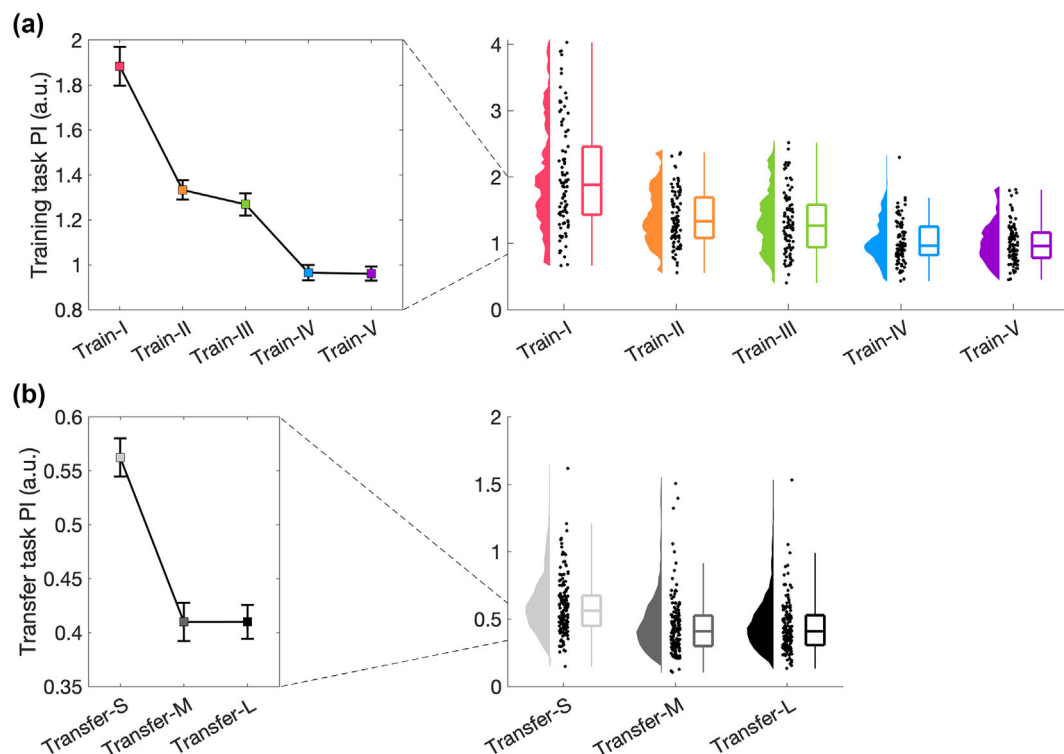 (a)
Training task PI (a.u.)
2
1.8
1.6
1.4
1.2
1
0.8
Train-I
Train-II
Train-III
Train-IV
Train-V
4
3
2
1
0
Train-I
Train-II
Train-III
Train-IV
Train-V
(b)
Transfer task PI (a.u.)
0.6
0.55
0.5
0.45
0.4
0.35
Transfer-S
Transfer-M
Transfer-L
2
1.5
1
0.5
0
Transfer-S
Transfer-M
Transfer-L